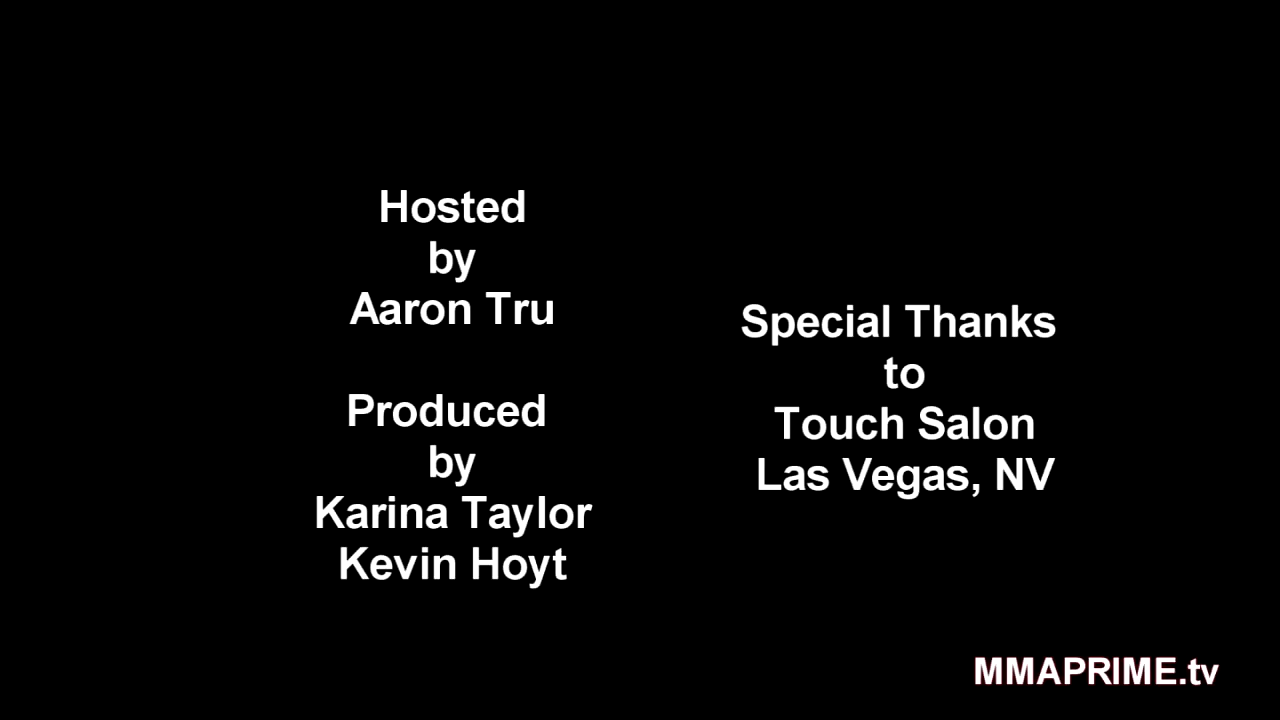 Hosted
by
Aaron Tru
Produced
by
Karina Taylor
Kevin Hoyt
Special Thanks
to
Touch Salon
Las Vegas, NV
MMAPRIME.tv